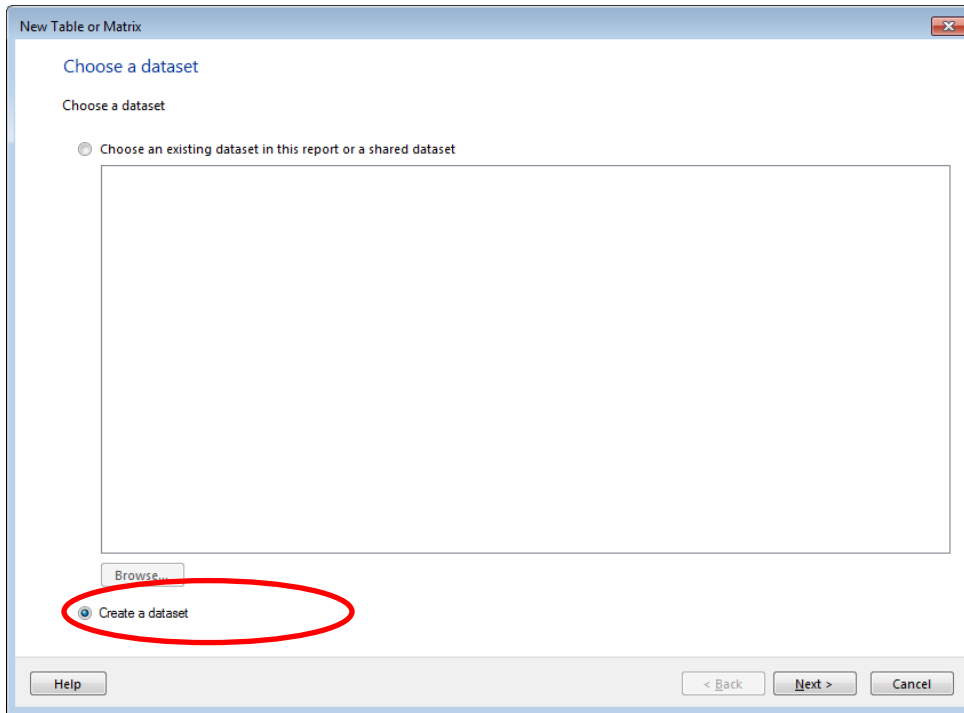 New Table or Matrix
Choose a dataset
Choose a dataset
Choose an existing dataset in this report or a shared dataset
Browse...
Create a dataset
Help
< Back
Next >
Cancel